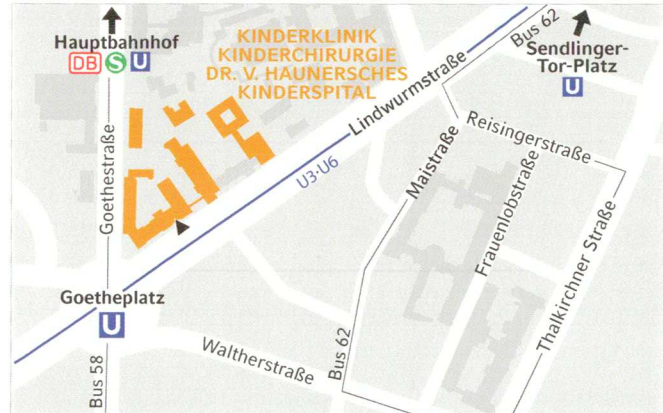 Hauptbahnhof
DB S U
KINDERKLINIK
KINDERCHIRURGIE
DR. V. HAUNERSCHES
KINDERSPITAL
Bus 62
Sendlinger-
Tor-Platz
U
Lindwurmstraße
Goethestraße
Reisingerstraße
U3·U6
Maistraße
Frauenlobstraße
Thalkirchner Straße
Goetheplatz
U
Waltherstraße
Bus 62
Bus 58